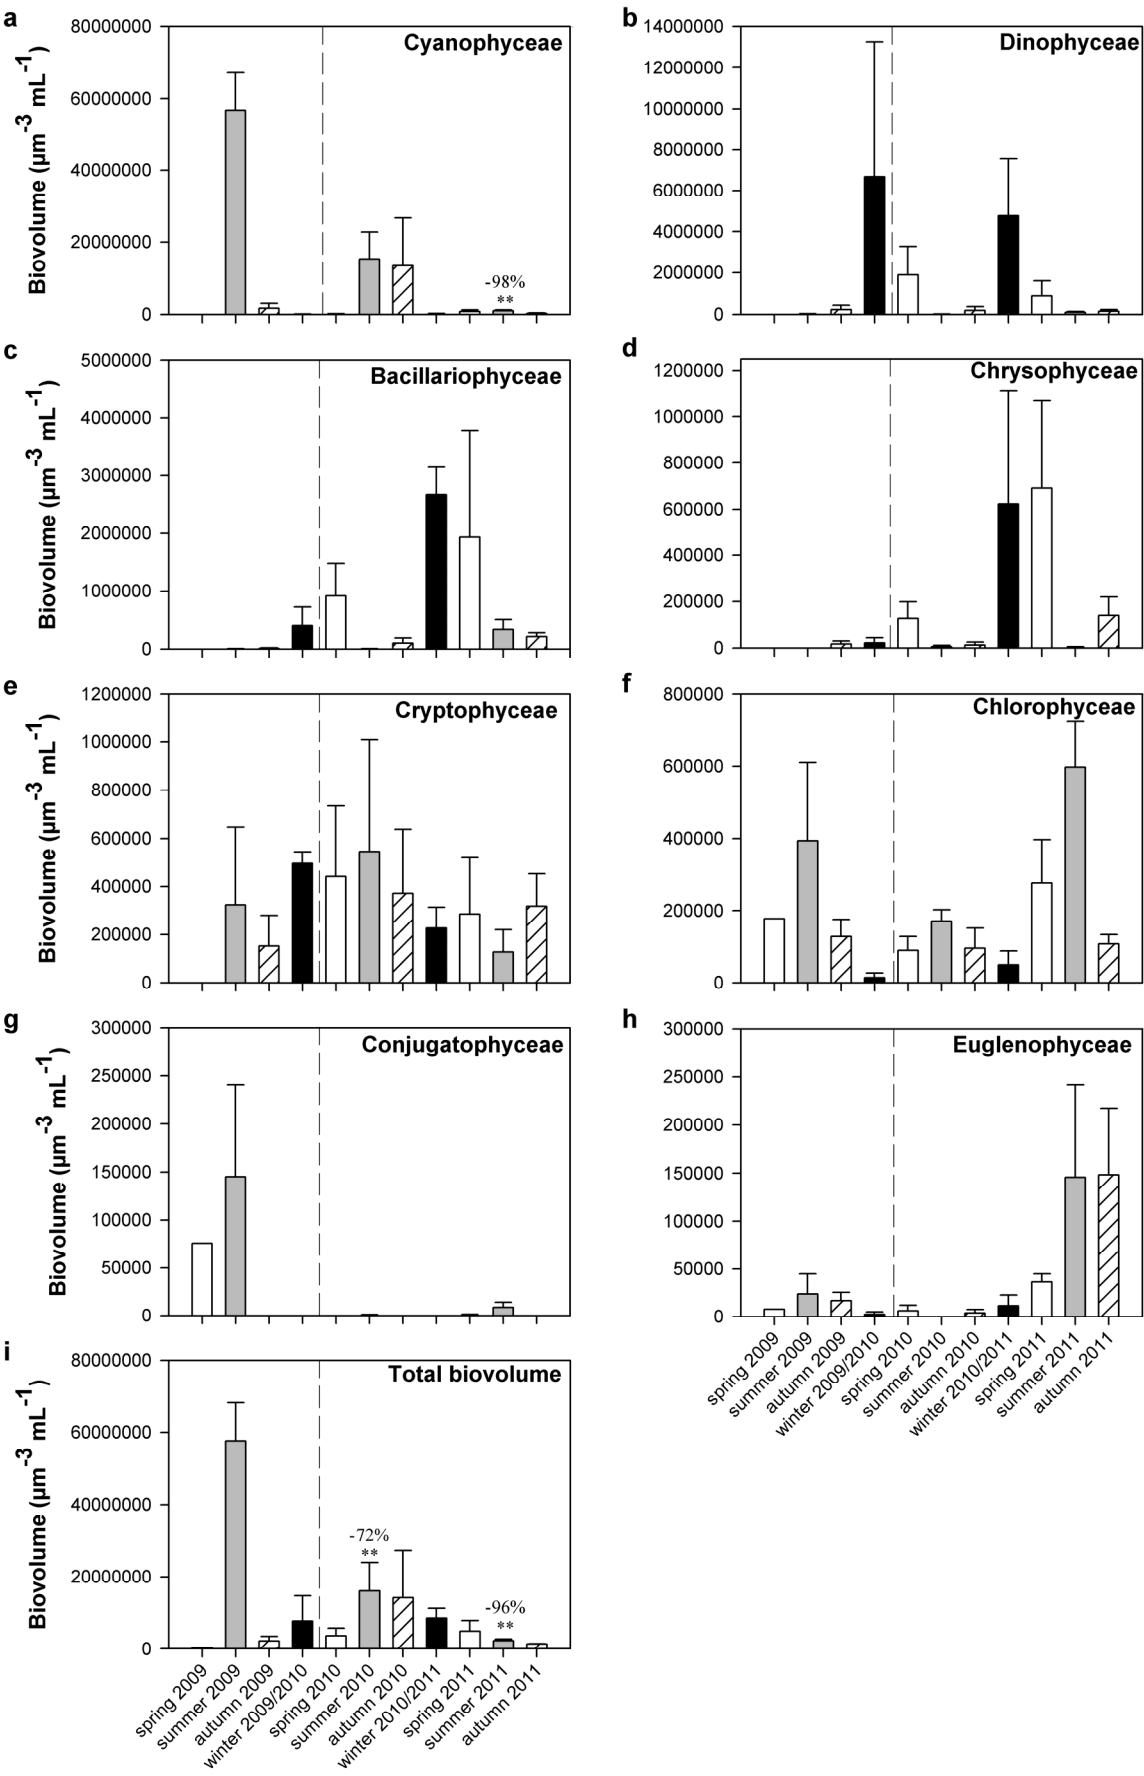 a
Cyanophyceae
Biovolume (µm-3 mL-1)
80000000
60000000
40000000
20000000
0
-98%
**
b
Dinophyceae
14000000
12000000
10000000
8000000
6000000
4000000
2000000
0
c
Bacillariophyceae
Biovolume (µm-3 mL-1)
5000000
4000000
3000000
2000000
1000000
0
d
Chrysophyceae
1200000
1000000
800000
600000
400000
200000
0
e
Cryptophyceae
Biovolume (µm-3 mL-1)
1200000
1000000
800000
600000
400000
200000
0
f
Chlorophyceae
800000
600000
400000
200000
0
g
Conjugatophyceae
Biovolume (µm-3 mL-1)
300000
250000
200000
150000
100000
50000
0
h
Euglenophyceae
300000
250000
200000
150000
100000
50000
0
spring 2009
summer 2009
autumn 2009
winter 2009/2010
spring 2010
summer 2010
autumn 2010
winter 2010/2011
spring 2011
summer 2011
autumn 2011
i
Total biovolume
Biovolume (µm-3 mL-1)
80000000
60000000
40000000
20000000
0
-72%
**
-96%
**
spring 2009
summer 2009
autumn 2009
winter 2009/2010
spring 2010
summer 2010
autumn 2010
winter 2010/2011
spring 2011
summer 2011
autumn 2011